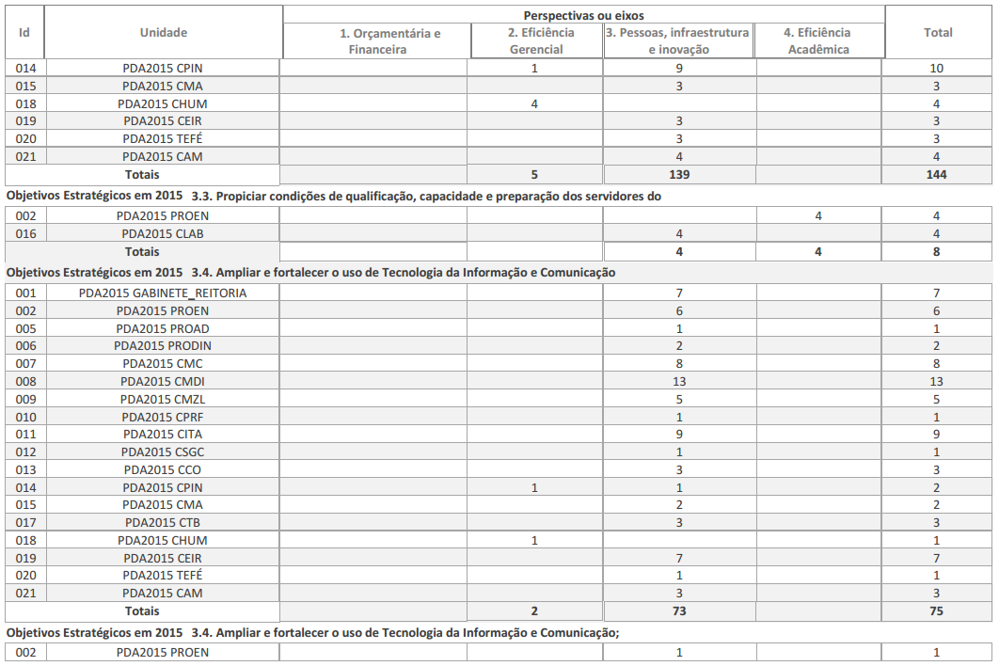 Id Unidade Perspectivas ou eixos Total
1. Orçamentária e Financeira 2. Eficiência Gerencial 3. Pessoas, infraestrutura e inovação 4. Eficiência Acadêmica
014 PDA2015 CPIN 1 9 10
015 PDA2015 CMA 3 3
018 PDA2015 CHUM 4 4
019 PDA2015 CEIR 3 3
020 PDA2015 TEFÉ 3 3
021 PDA2015 CAM 4 4
Totais 5 139 144
Objetivos Estratégicos em 2015 3.3. Propiciar condições de qualificação, capacidade e preparação dos servidores do
002 PDA2015 PROEN 4 4
016 PDA2015 CLAB 4 4
Totais 4 4 8
Objetivos Estratégicos em 2015 3.4. Ampliar e fortalecer o uso de Tecnologia da Informação e Comunicação
001 PDA2015 GABINETE_REITORIA 7 7
002 PDA2015 PROEN 6 6
005 PDA2015 PROAD 1 1
006 PDA2015 PRODIN 2 2
007 PDA2015 CMC 8 8
008 PDA2015 CMDI 13 13
009 PDA2015 CMZL 5 5
010 PDA2015 CPRF 1 1
011 PDA2015 CITA 9 9
012 PDA2015 CSGC 1 1
013 PDA2015 CCO 3 3
014 PDA2015 CPIN 1 1 2
015 PDA2015 CMA 2 2
017 PDA2015 CTB 3 3
018 PDA2015 CHUM 1 1
019 PDA2015 CEIR 7 7
020 PDA2015 TEFÉ 1 1
021 PDA2015 CAM 3 3
Totais 2 73 75
Objetivos Estratégicos em 2015 3.4. Ampliar e fortalecer o uso de Tecnologia da Informação e Comunicação;
002 PDA2015 PROEN 1 1